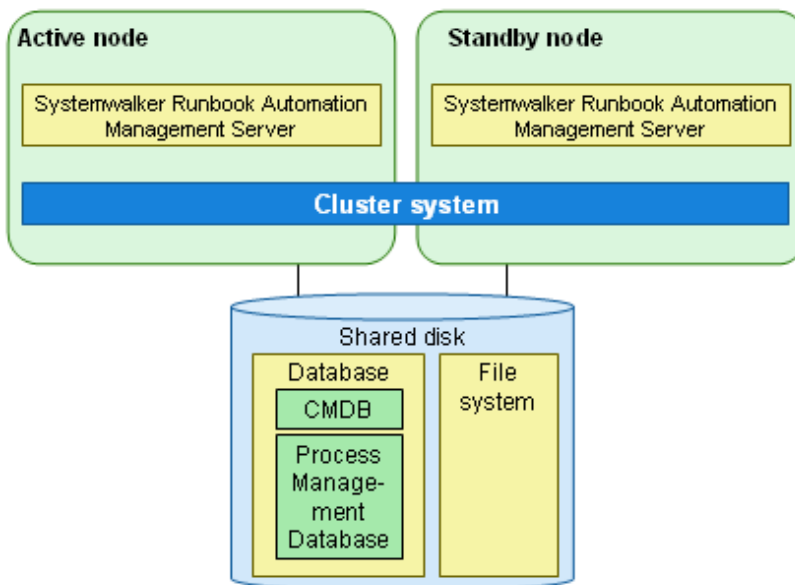 Active node
Standby node
Systemwalker Runbook Automation
Management Server
Systemwalker Runbook Automation
Management Server
Cluster system
Shared disk
Database
CMDB
Process
Manage-
ment
Database
File
system